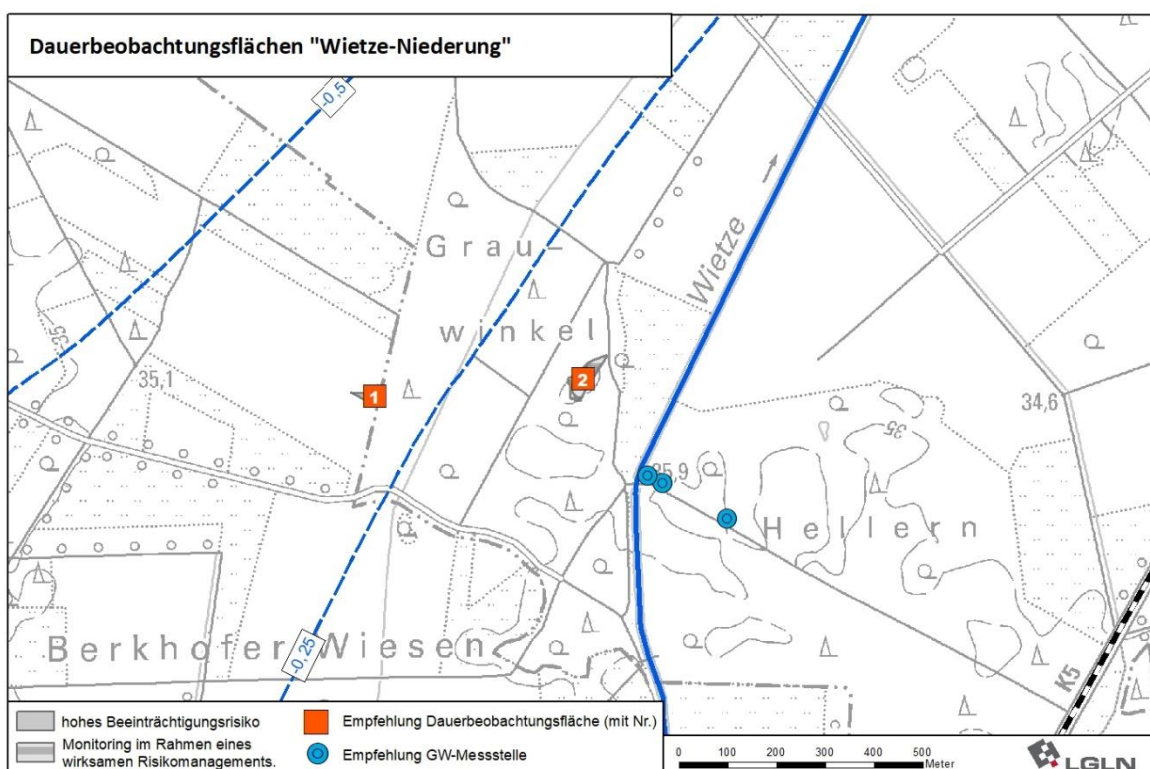 Dauerbeobachtungsflächen "Wietze-Niederung"
-0,5
Grau-
Wietze
winkel
35
35,1
1
2
34,6
35
35,9
Hellern
Berkhofer Wiesen
-0,25
K5
hohes Beeinträchtigungsrisiko
Monitoring im Rahmen eines
wirksamen Risikomanagements.
Empfehlung Dauerbeobachtungsfläche (mit Nr.)
Empfehlung GW-Messstelle
0 100 200 300 400 500
Meter
LGLN